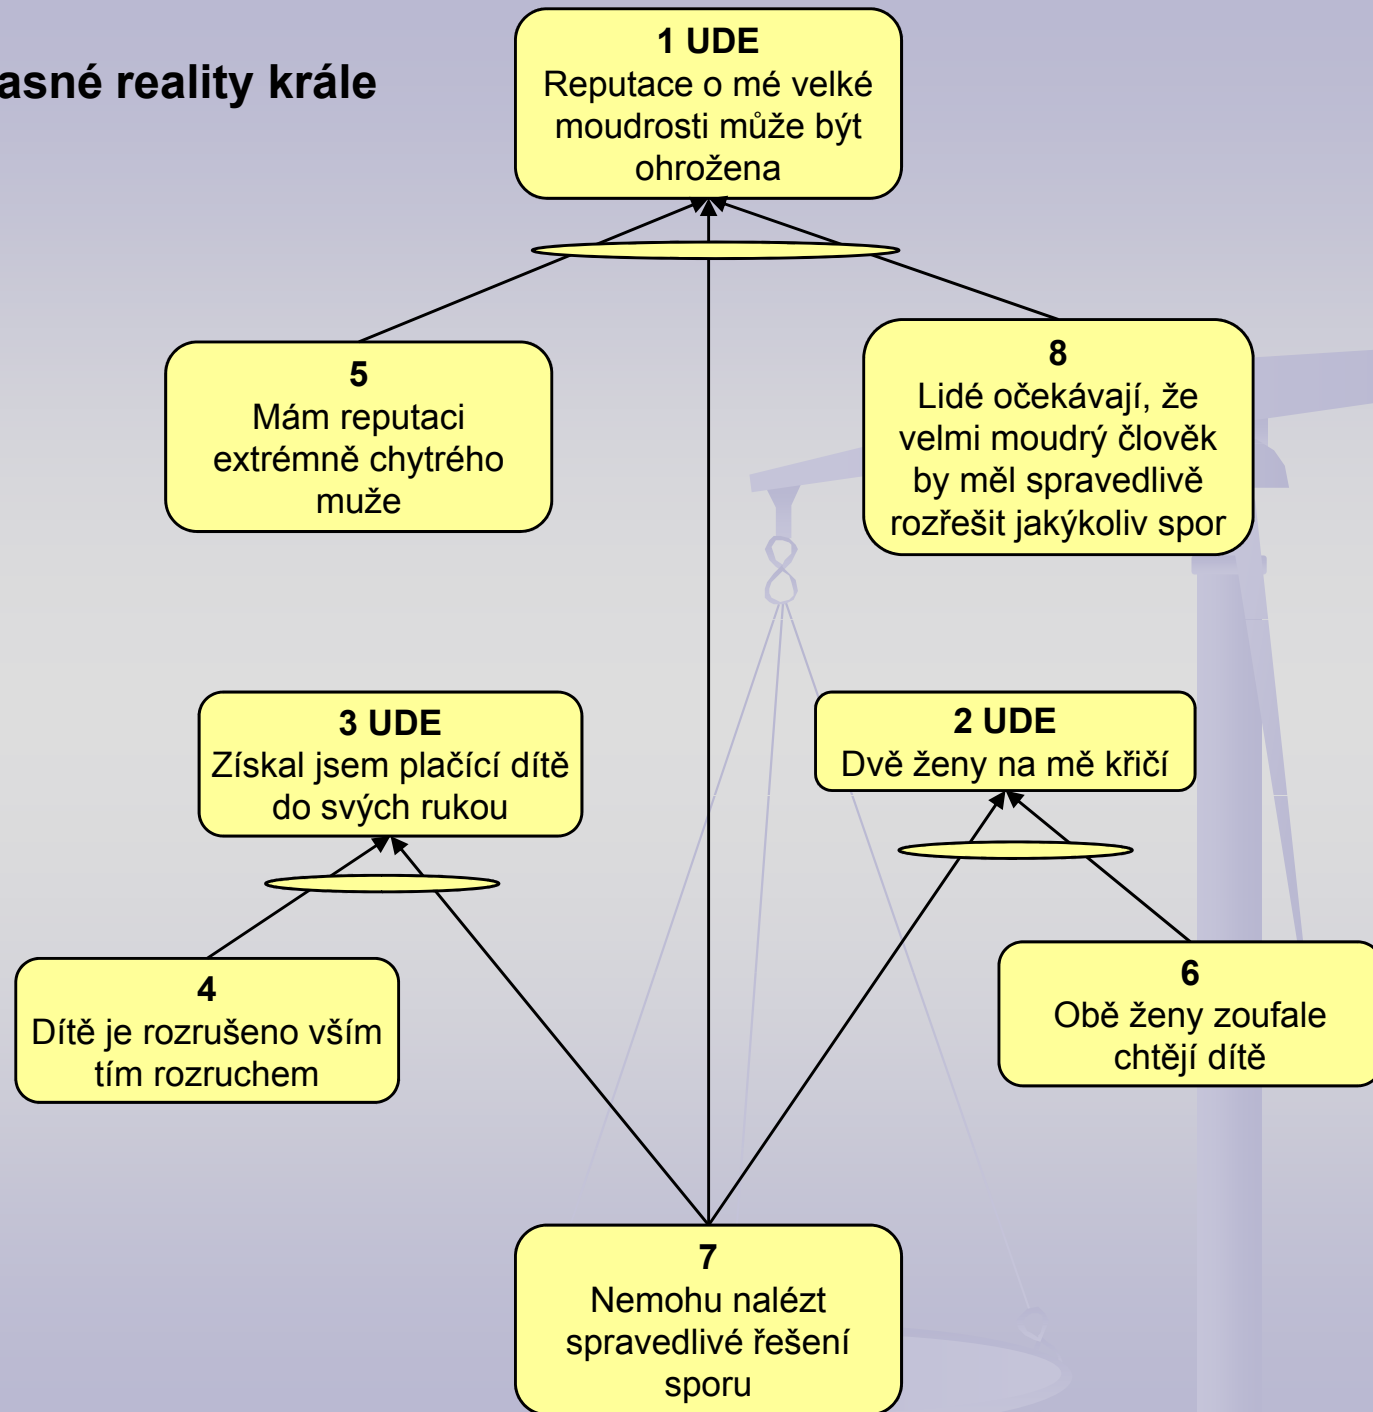 asné reality krále
1 UDE
Reputace o mé velké
moudrosti může být
ohrožena
5
Mám reputaci
extrémně chytrého
muže
8
Lidé očekávají, že
velmi moudrý člověk
by měl spravedlivě
rozřešit jakýkoliv spor
3 UDE
Získal jsem plačící dítě
do svých rukou
2 UDE
Dvě ženy na mě křičí
4
Dítě je rozrušeno vším
tím rozruchem
6
Obě ženy zoufale
chtějí dítě
7
Nemohu nalézt
spravedlivé řešení
sporu